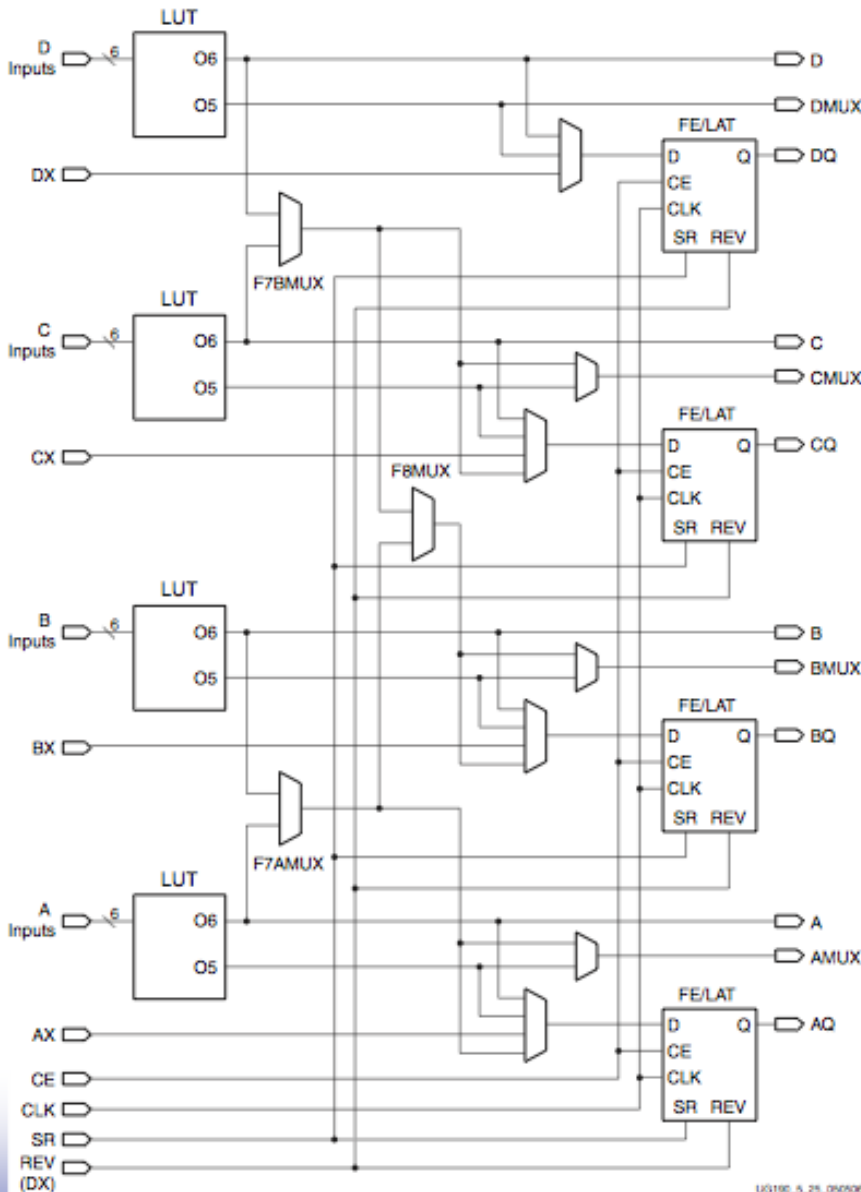 LUT
D
Inputs
6
O6
O5
D
DMUX
FE/LAT
DX
D
Q
DQ
CE
CLK
SR REV
F7BMUX
LUT
C
Inputs
6
O6
O5
C
CMUX
FE/LAT
CX
D
Q
CQ
CE
CLK
SR REV
F8MUX
LUT
B
Inputs
6
O6
O5
B
BMUX
FE/LAT
BX
D
Q
BQ
CE
CLK
SR REV
F7AMUX
LUT
A
Inputs
6
O6
O5
A
AMUX
FE/LAT
AX
D
Q
AQ
CE
CE
CLK
CLK
SR REV
SR
REV
(DX)
UG190_5_25_050506